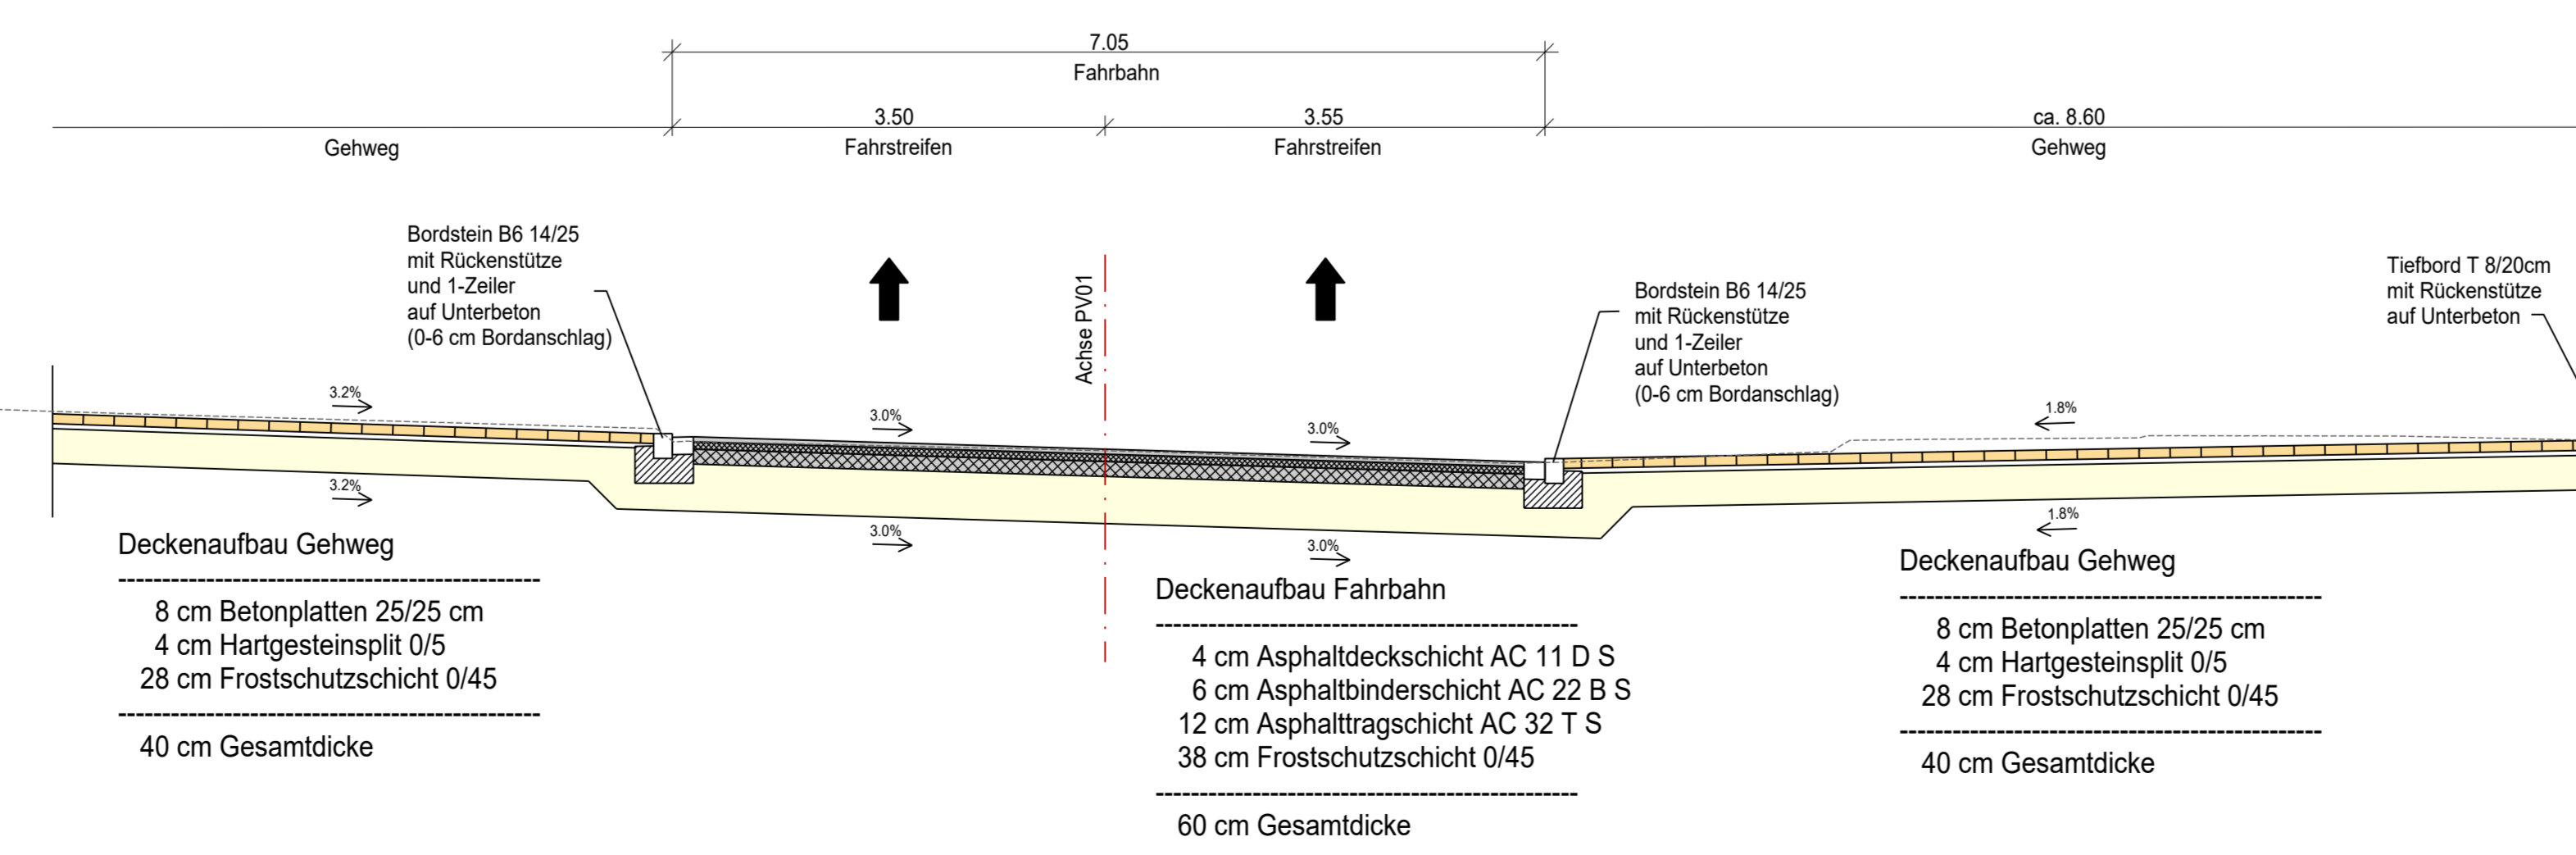 7.05
Fahrbahn
3.50
3.55
ca. 8.60
Gehweg
Fahrstreifen
Fahrstreifen
Gehweg
Bordstein B6 14/25
mit Rückenstütze
und 1-Zeiler
auf Unterbeton
(0-6 cm Bordanschlag)
Achse PV01
Bordstein B6 14/25
mit Rückenstütze
und 1-Zeiler
auf Unterbeton
(0-6 cm Bordanschlag)
Tiefbord T 8/20cm
mit Rückenstütze
auf Unterbeton
3.2%
3.0%
3.0%
1.8%
3.2%
3.0%
3.0%
1.8%
Deckenaufbau Gehweg
------------------------------------------------
8 cm Betonplatten 25/25 cm
4 cm Hartgesteinsplit 0/5
28 cm Frostschutzschicht 0/45
------------------------------------------------
40 cm Gesamtdicke
Deckenaufbau Fahrbahn
------------------------------------------------
4 cm Asphaltdeckschicht AC 11 D S
6 cm Asphaltbinderschicht AC 22 B S
12 cm Asphalttragschicht AC 32 T S
38 cm Frostschutzschicht 0/45
------------------------------------------------
60 cm Gesamtdicke
Deckenaufbau Gehweg
------------------------------------------------
8 cm Betonplatten 25/25 cm
4 cm Hartgesteinsplit 0/5
28 cm Frostschutzschicht 0/45
------------------------------------------------
40 cm Gesamtdicke